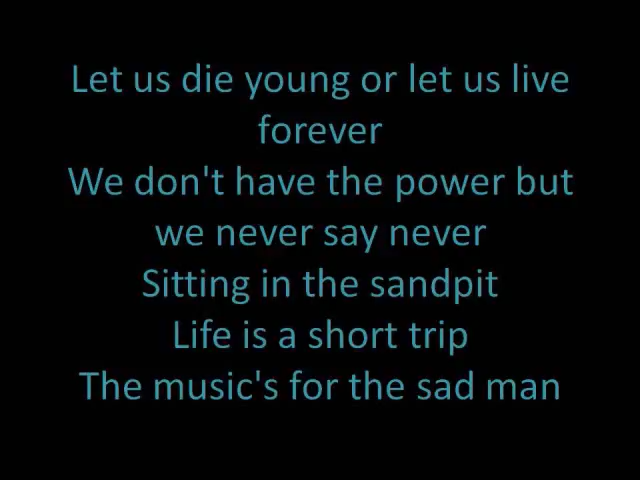 Let us die young or let us live
forever
We don't have the power but
we never say never
Sitting in the sandpit
Life is a short trip
The music's for the sad man